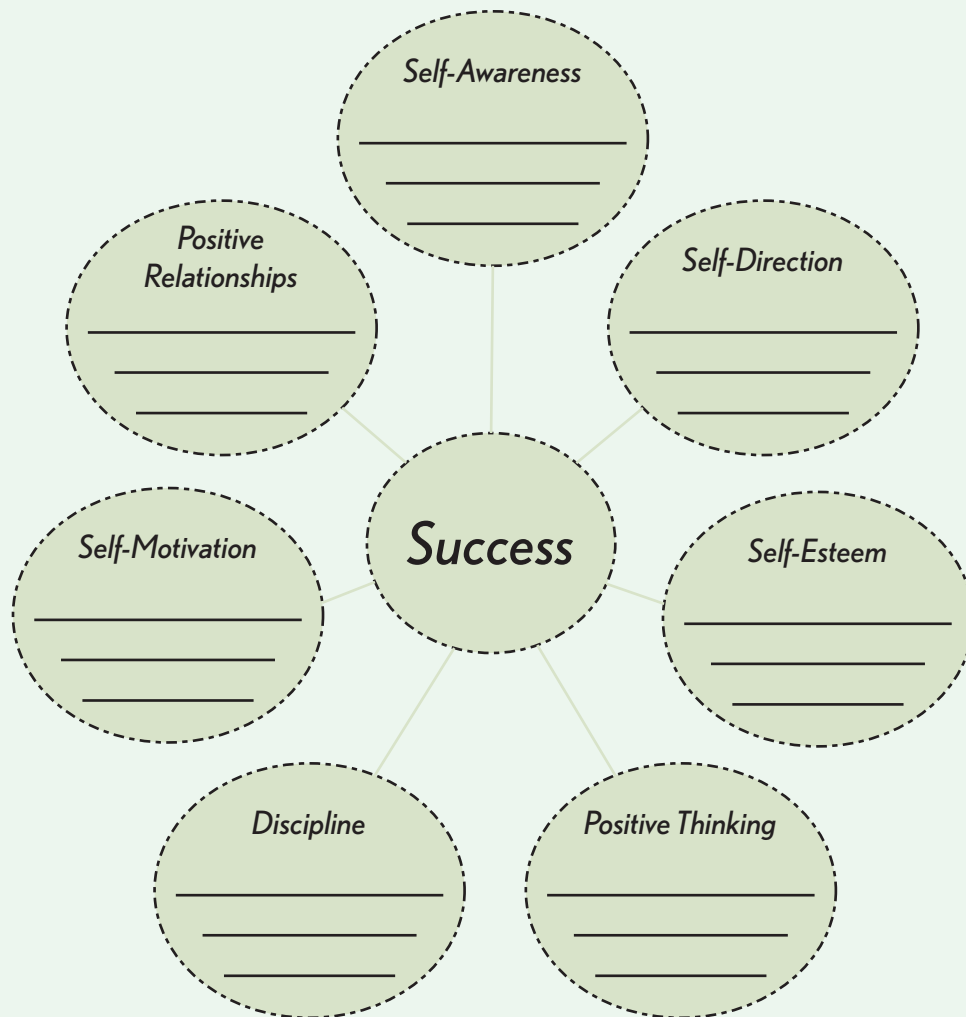 Self-Awareness
Positive
Relationships
Self-Direction
Success
Self-Motivation
Self-Esteem
Discipline
Positive Thinking